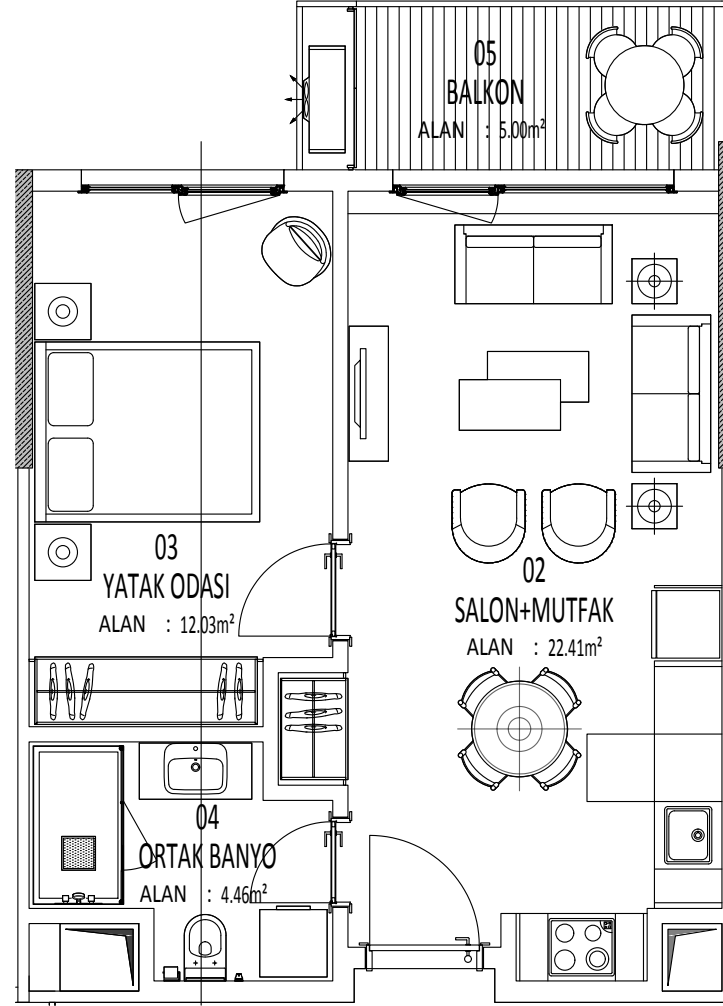 05
BALKON
ALAN : 5.00m²
03
YATAK ODASI
ALAN : 12.03m²
02
SALON+MUTFAK
ALAN : 22.41m²
04
ORTAK BANYO
ALAN : 4.46m²